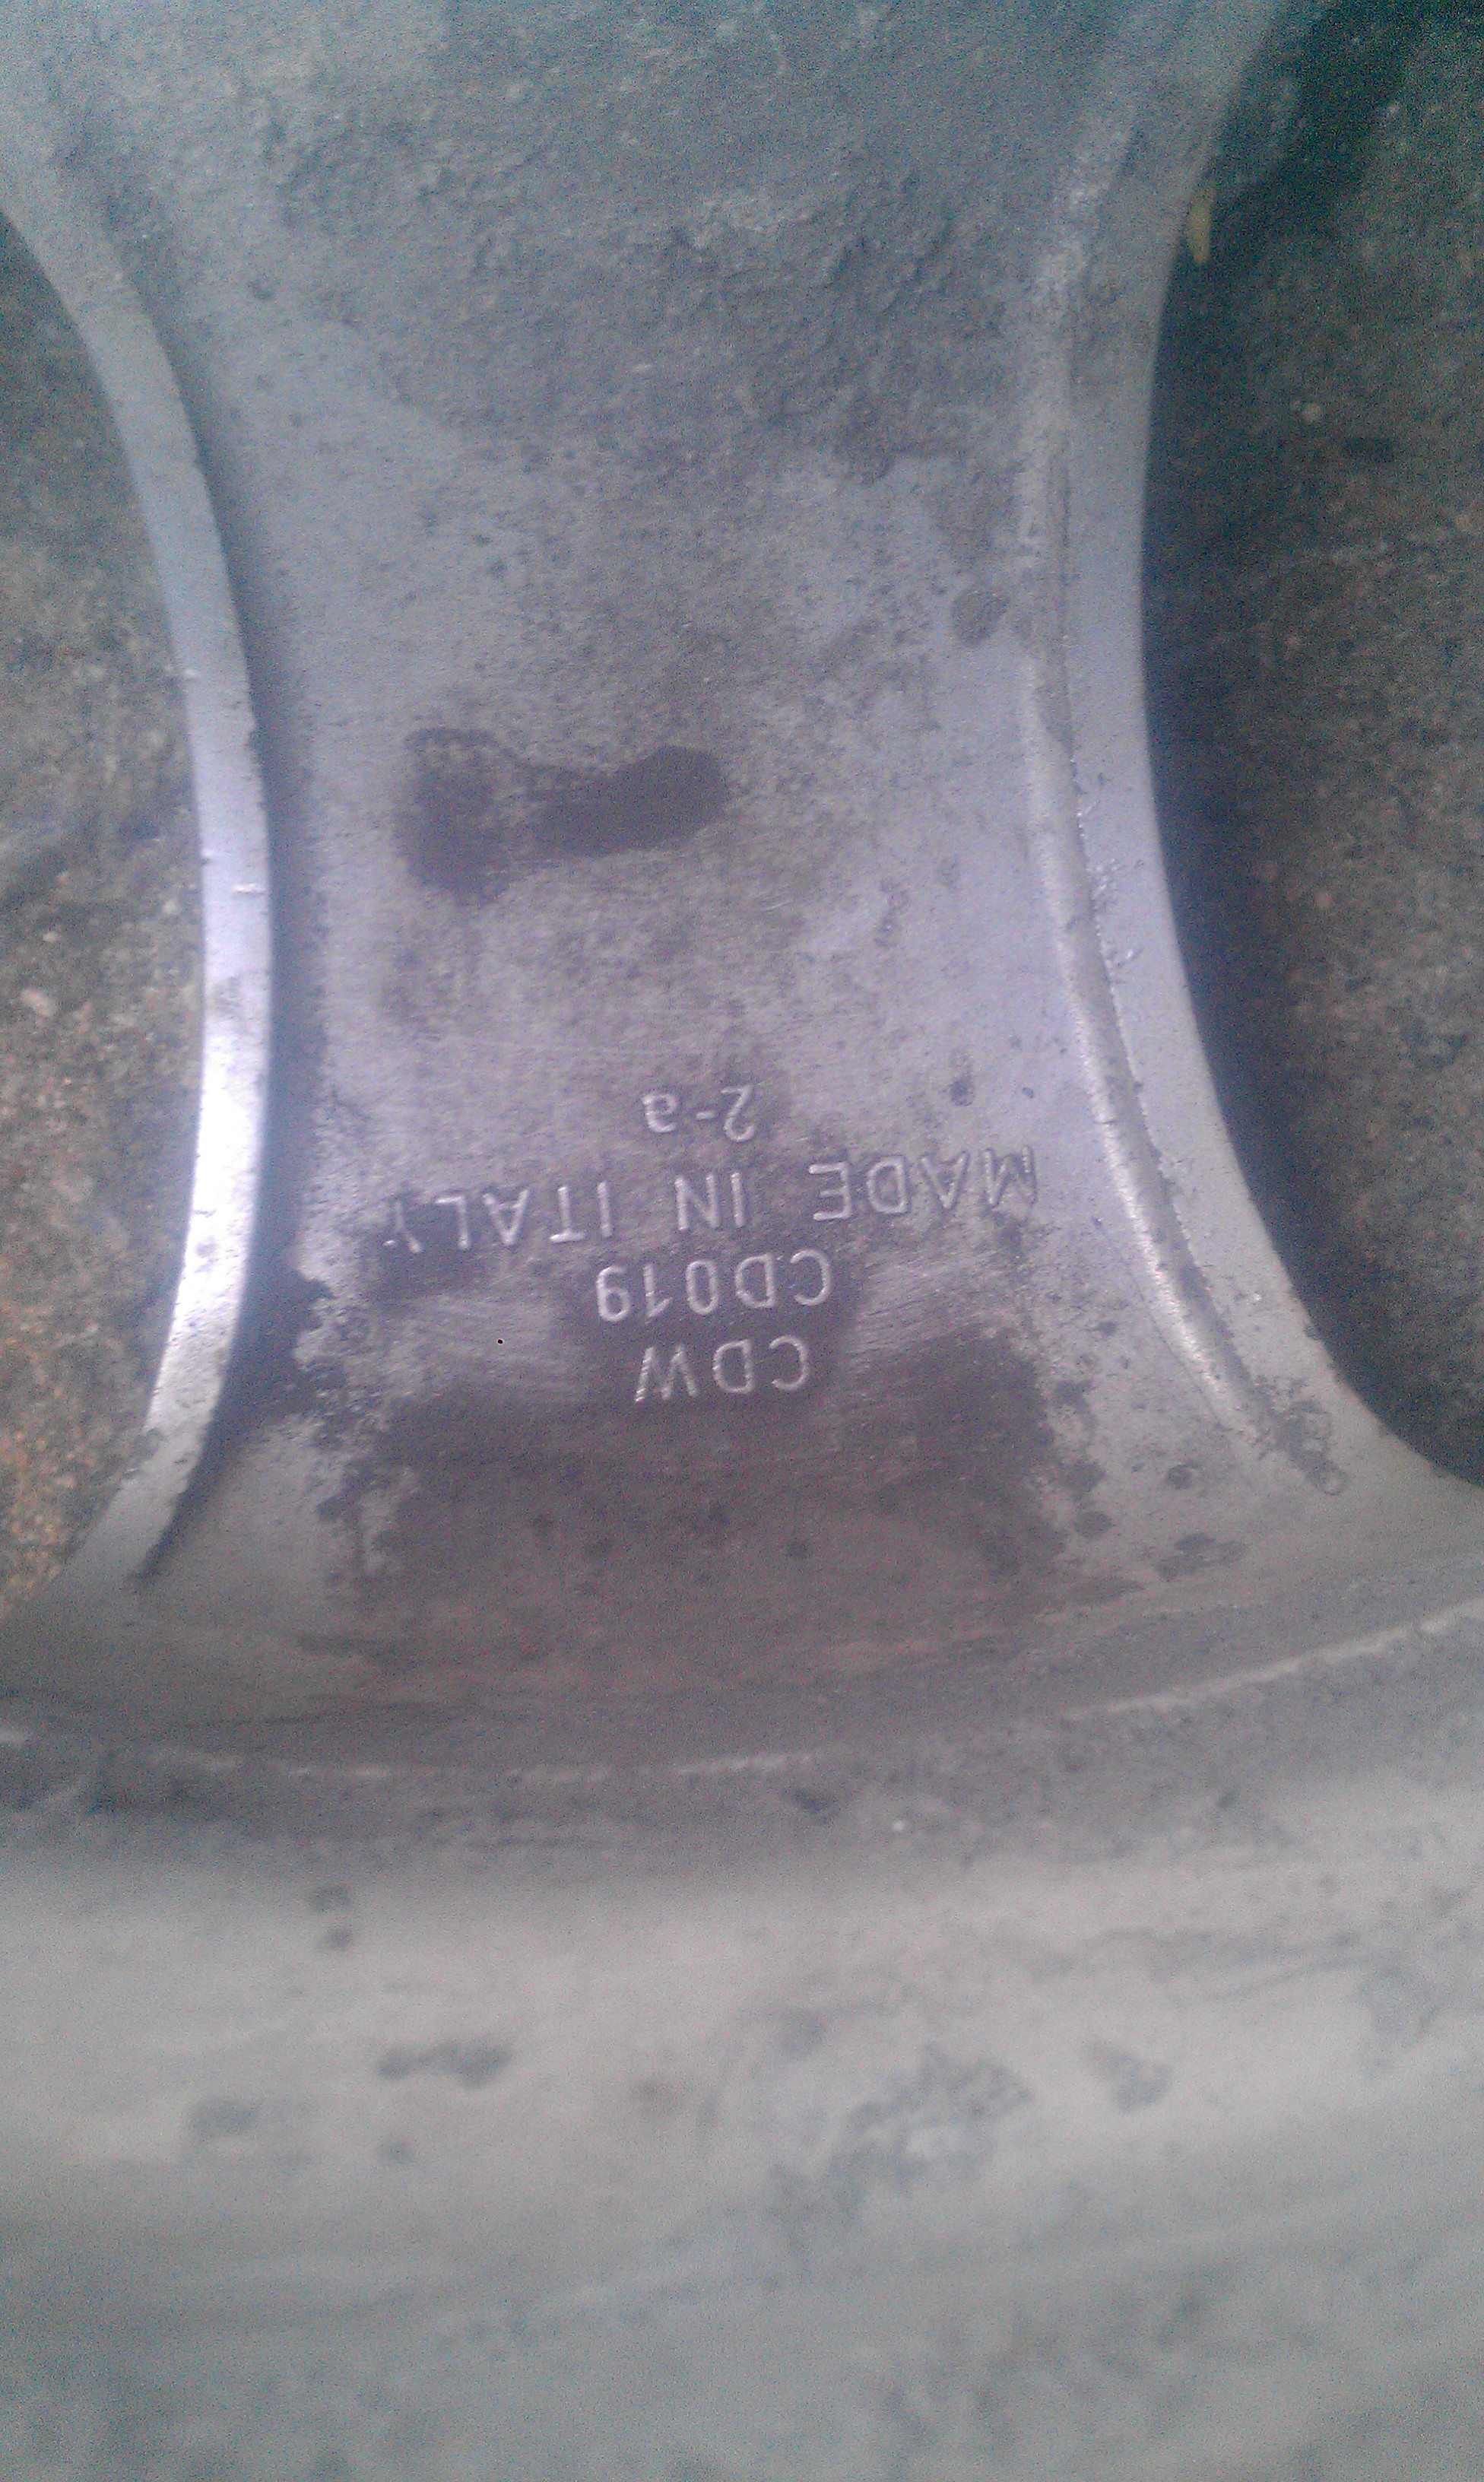 CDW
CD019
MADE IN ITALY
2-a